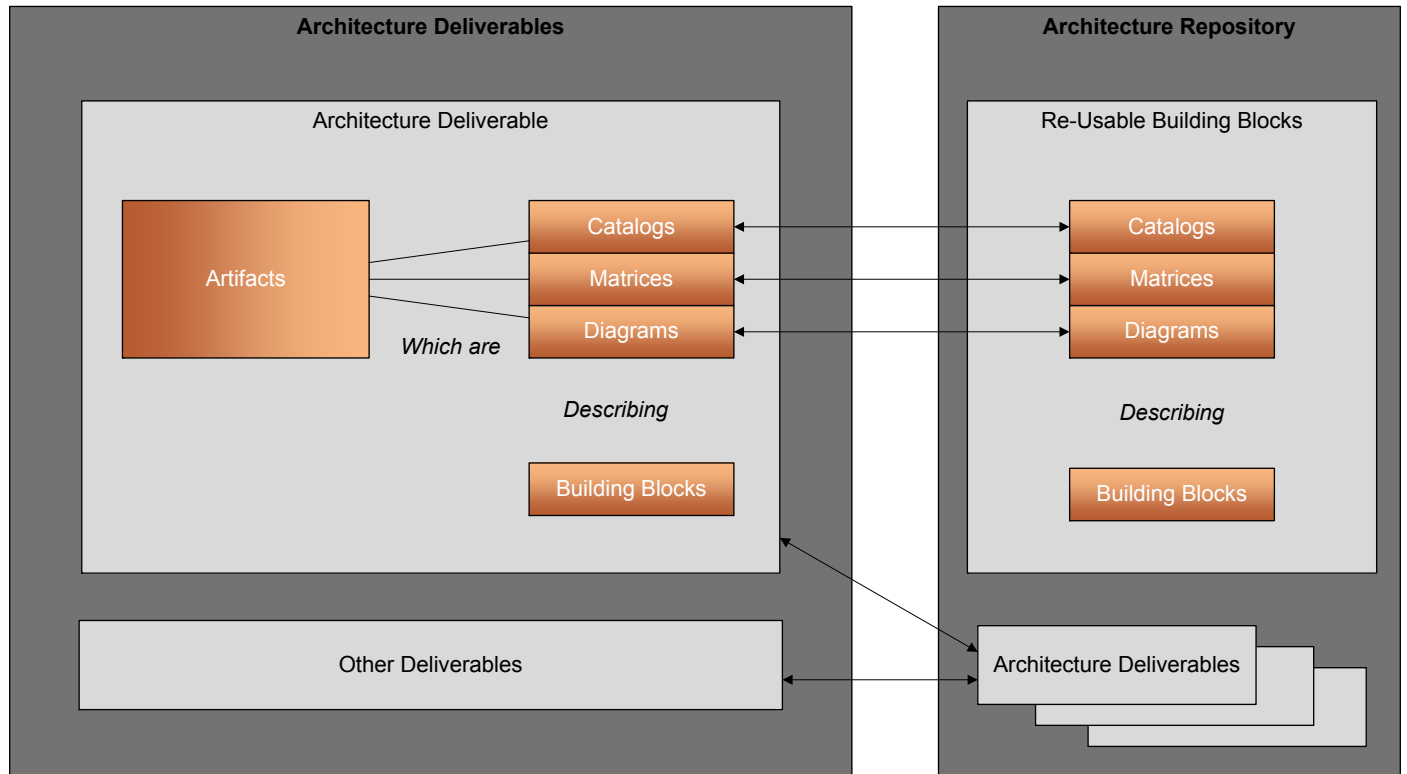 Architecture Deliverables
Architecture Deliverable
Artifacts
Catalogs
Matrices
Diagrams
Which are
Describing
Building Blocks
Other Deliverables
Architecture Repository
Re-Usable Building Blocks
Catalogs
Matrices
Diagrams
Describing
Building Blocks
Architecture Deliverables